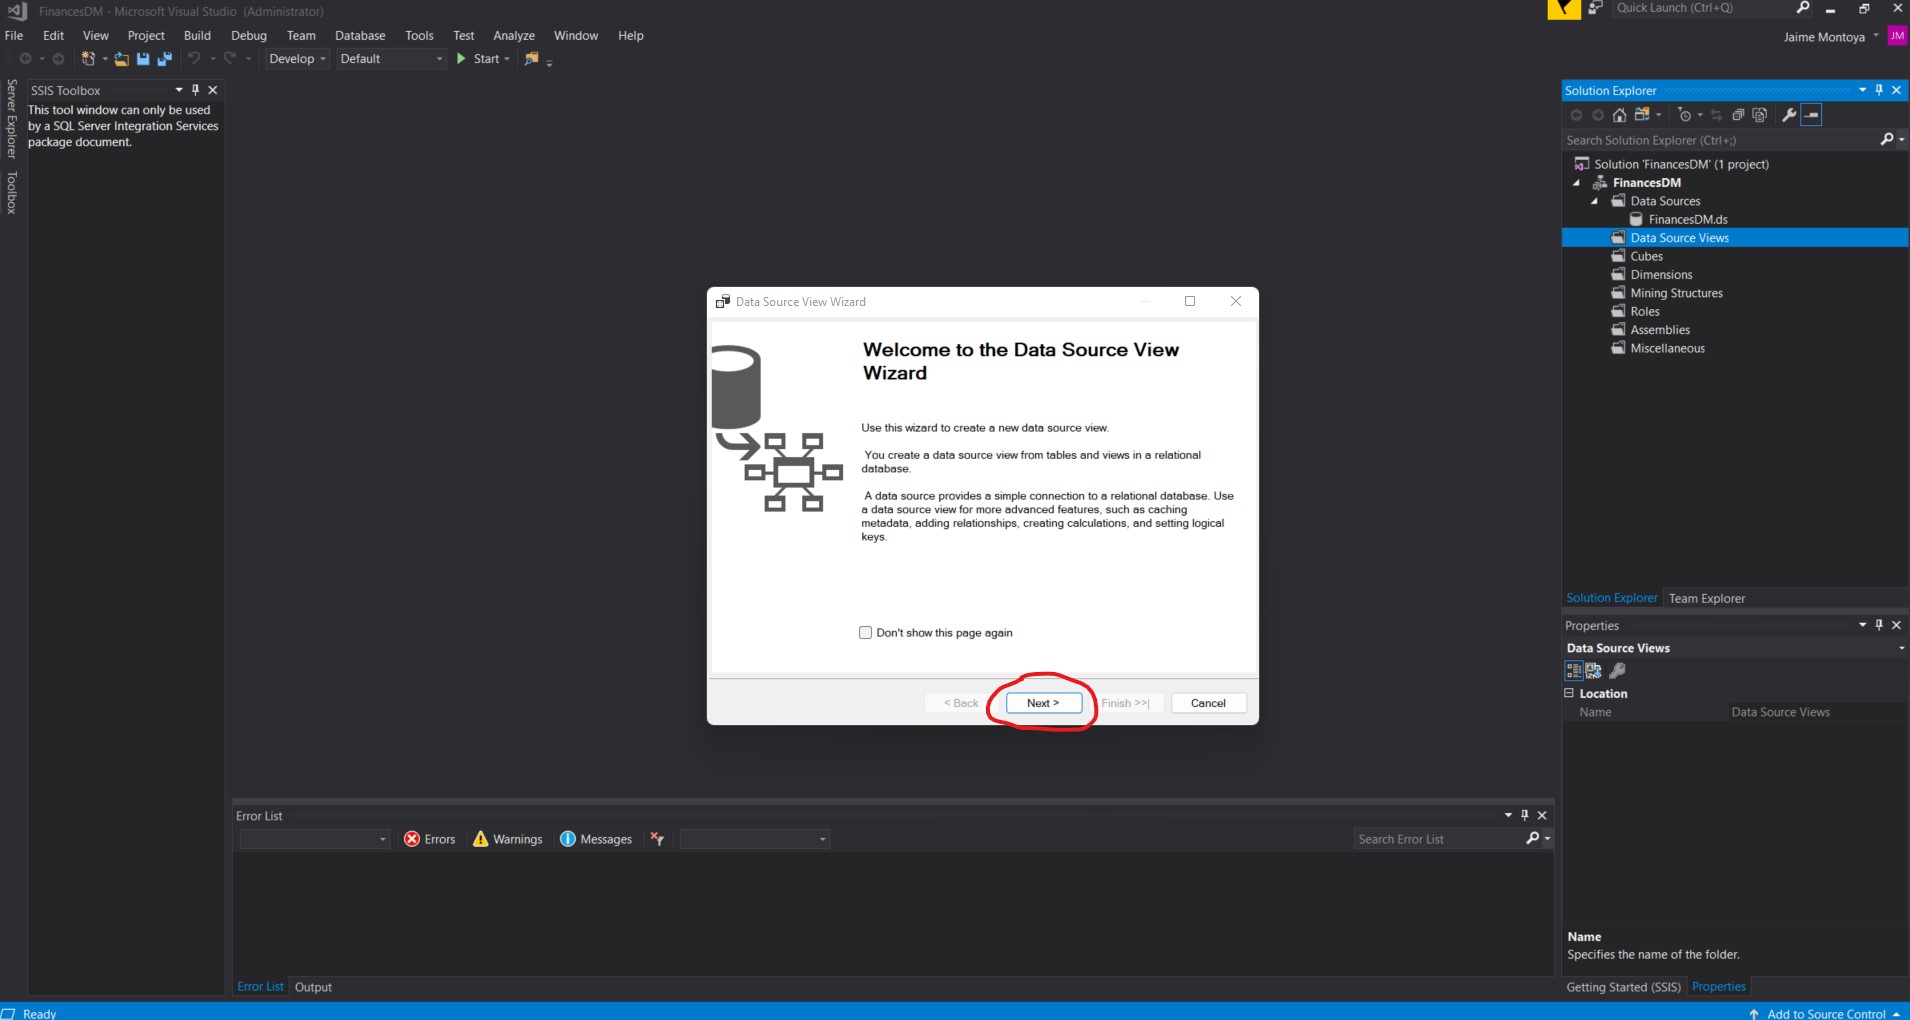 FinancesDM - Microsoft Visual Studio (Administrator)
Quick Launch (Ctrl+Q)
File Edit View Project Build Debug Team Database Tools Test Analyze Window Help
Jaime Montoya JM
Develop Default Start
Server Explorer
Toolbox
SSIS Toolbox
This tool window can only be used
by a SQL Server Integration Services
package document.
Data Source View Wizard
Welcome to the Data Source View
Wizard
Use this wizard to create a new data source view.
You create a data source view from tables and views in a relational
database.
A data source provides a simple connection to a relational database. Use
a data source view for more advanced features, such as caching
metadata, adding relationships, creating calculations, and setting logical
keys.
Don't show this page again
< Back Next > Finish >>| Cancel
Solution Explorer
Search Solution Explorer (Ctrl+;)
Solution 'FinancesDM' (1 project)
FinancesDM
Data Sources
FinancesDM.ds
Data Source Views
Cubes
Dimensions
Mining Structures
Roles
Assemblies
Miscellaneous
Solution Explorer Team Explorer
Properties
Data Source Views
Location
Name Data Source Views
Name
Specifies the name of the folder.
Getting Started (SSIS) Properties
Error List
Errors Warnings Messages Search Error List
Error List Output
Ready Add to Source Control